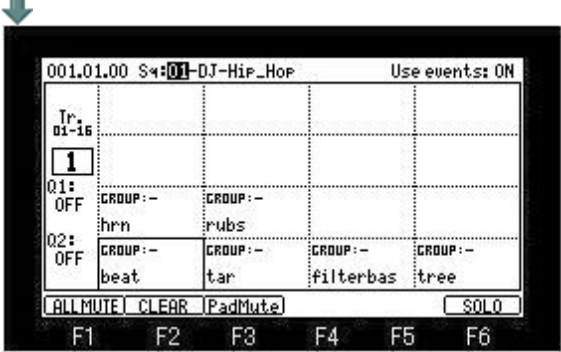 001.01.00 Sq:01-DJ-Hip_Hop Use events: ON
Tr.
01-16
1
Q1:
OFF
GROUP:- GROUP:-
hrn rubs
Q2:
OFF
GROUP:- GROUP:- GROUP:- GROUP:-
beat tar filterbas tree
ALLMUTE CLEAR PadMute SOLO
F1 F2 F3 F4 F5 F6